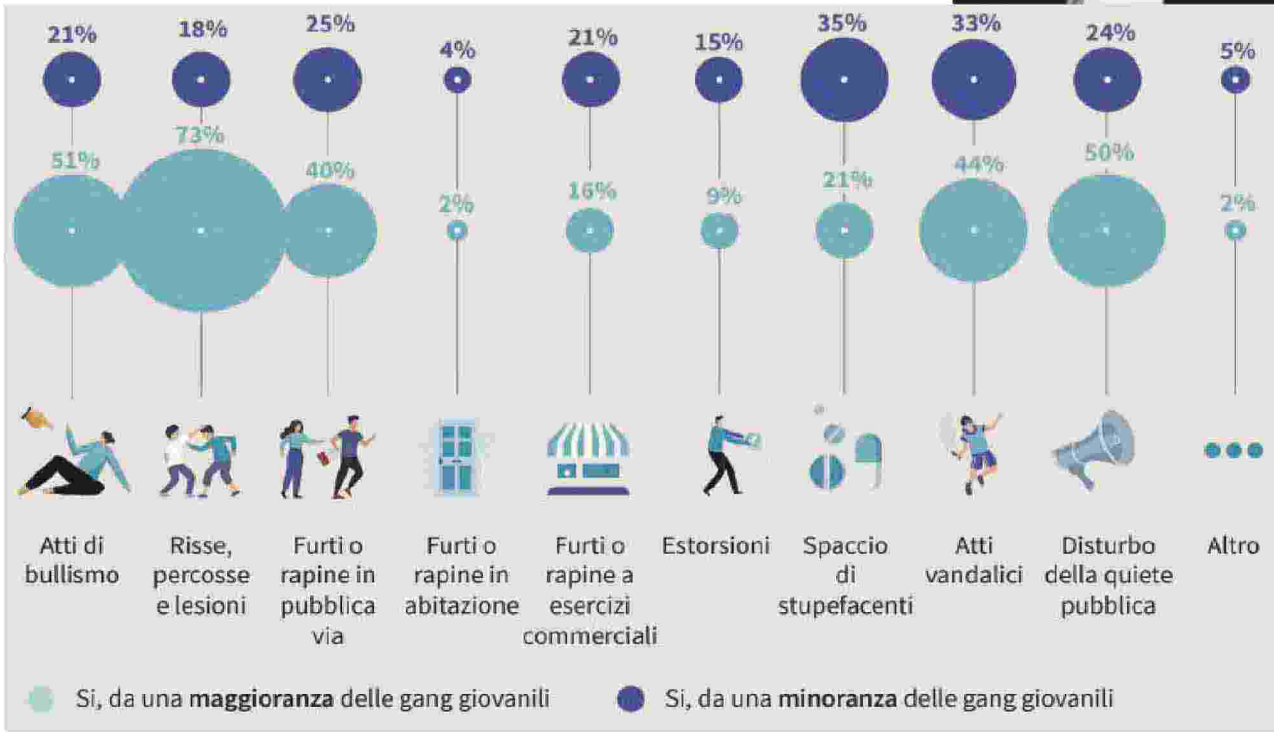 21% 18% 25% 4% 21% 15% 35% 33% 24% 5%
51% 73% 40% 2% 16% 9% 21% 44% 50% 2%
Atti di
bullismo
Risse,
percosse
e lesioni
Furti o
rapine in
pubblica
via
Furti o
rapine in
abitazione
Furti o
rapine a
esercizi
commerciali
Estorsioni
Spaccio
di
stupefacenti
Atti
vandalici
Disturbo
della quiete
pubblica
Altro
Si, da una maggioranza delle gang giovanili
Si, da una minoranza delle gang giovanili